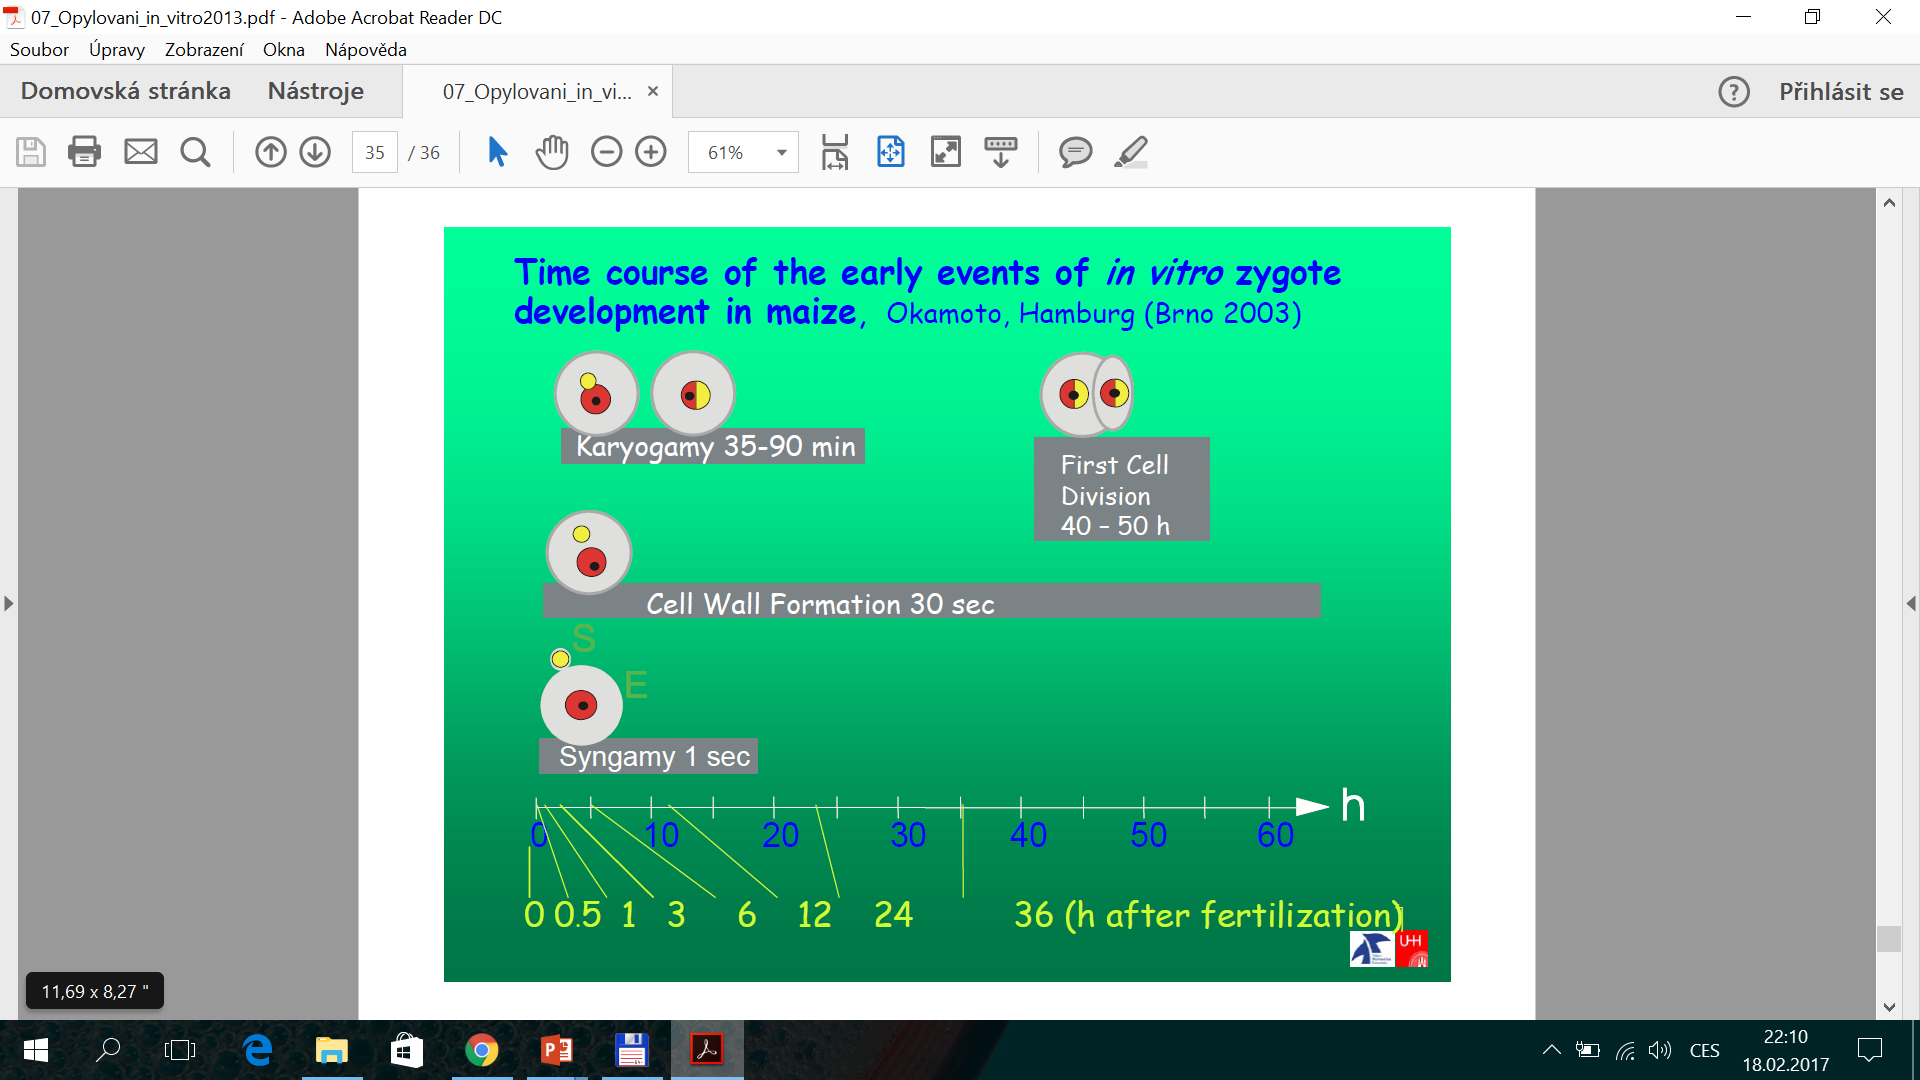 07_Opylovani_in_vitro2013.pdf - Adobe Acrobat Reader DC
Soubor Úpravy Zobrazení Okna Nápověda
Domovská stránka Nástroje 07_Opylovani_in_vi... × ? Přihlásit se
35 / 36 61%
Time course of the early events of in vitro zygote
development in maize, Okamoto, Hamburg (Brno 2003)
Karyogamy 35-90 min
First Cell
Division
40 - 50 h
Cell Wall Formation 30 sec
S
E
Syngamy 1 sec
h
0 10 20 30 40 50 60
0 0.5 1 3 6 12 24 36 (h after fertilization)
UHH
11,69 x 8,27 "
CES
22:10
18.02.2017